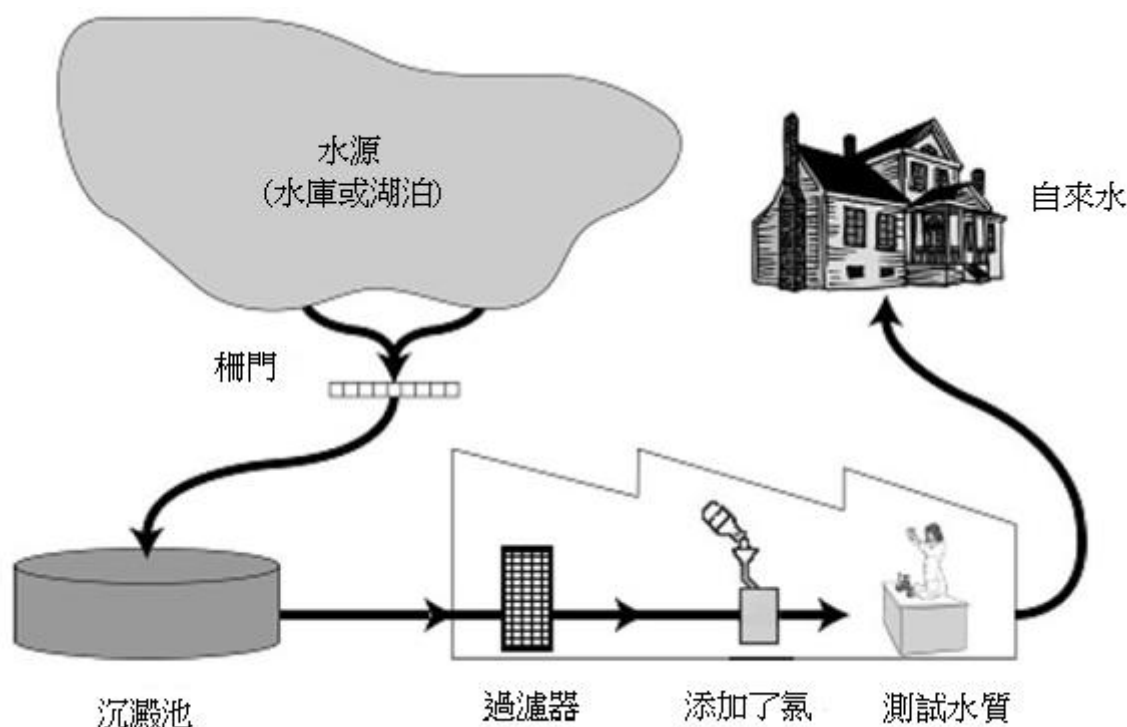 水源
(水庫或湖泊)
自來水
柵門
沉澱池
過濾器
添加了氯
測試水質